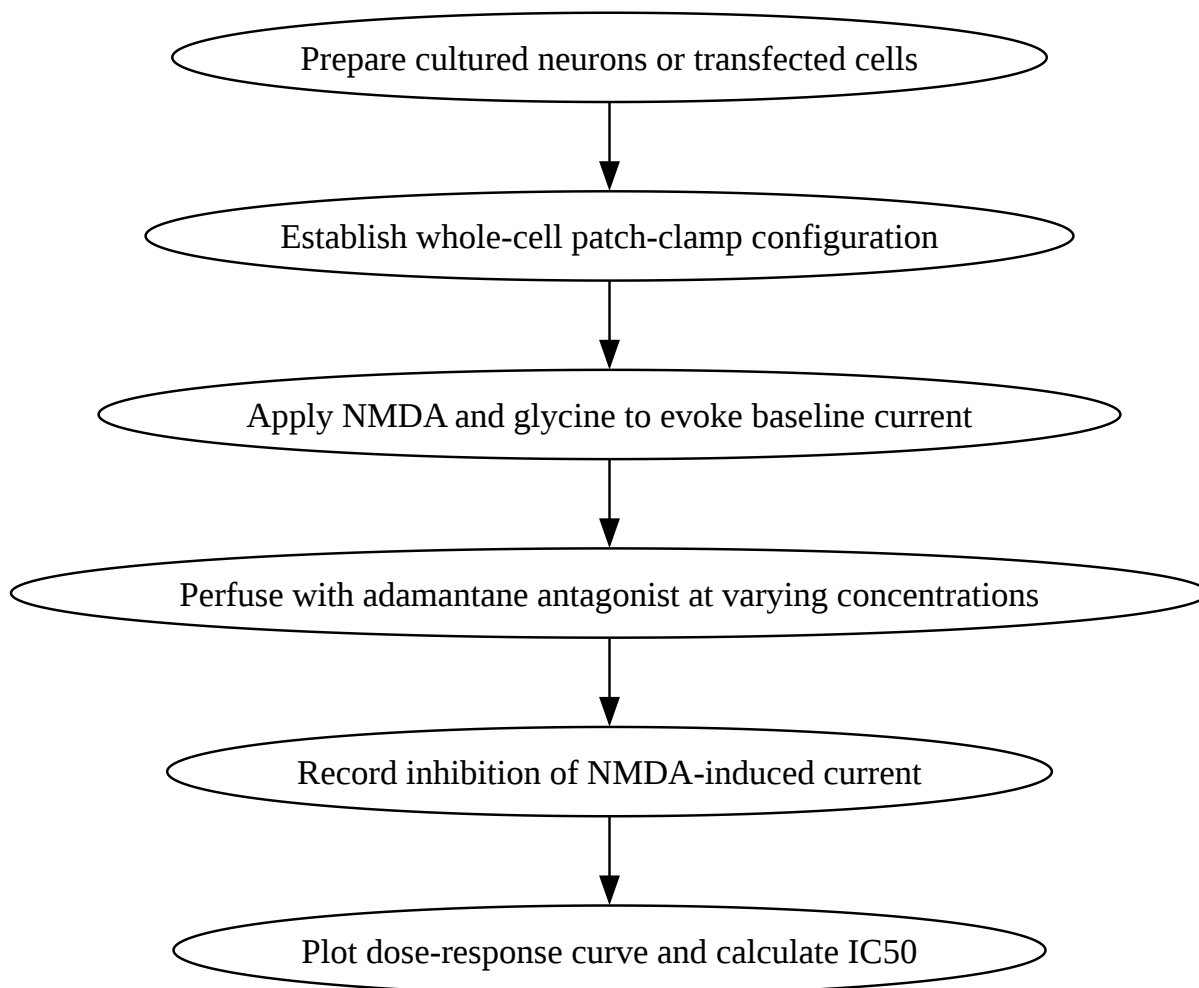 Prepare cultured neurons or transfected cells
Establish whole-cell patch-clamp configuration
Apply NMDA and glycine to evoke baseline current
Perfuse with adamantane antagonist at varying concentrations
Record inhibition of NMDA-induced current
Plot dose-response curve and calculate IC50